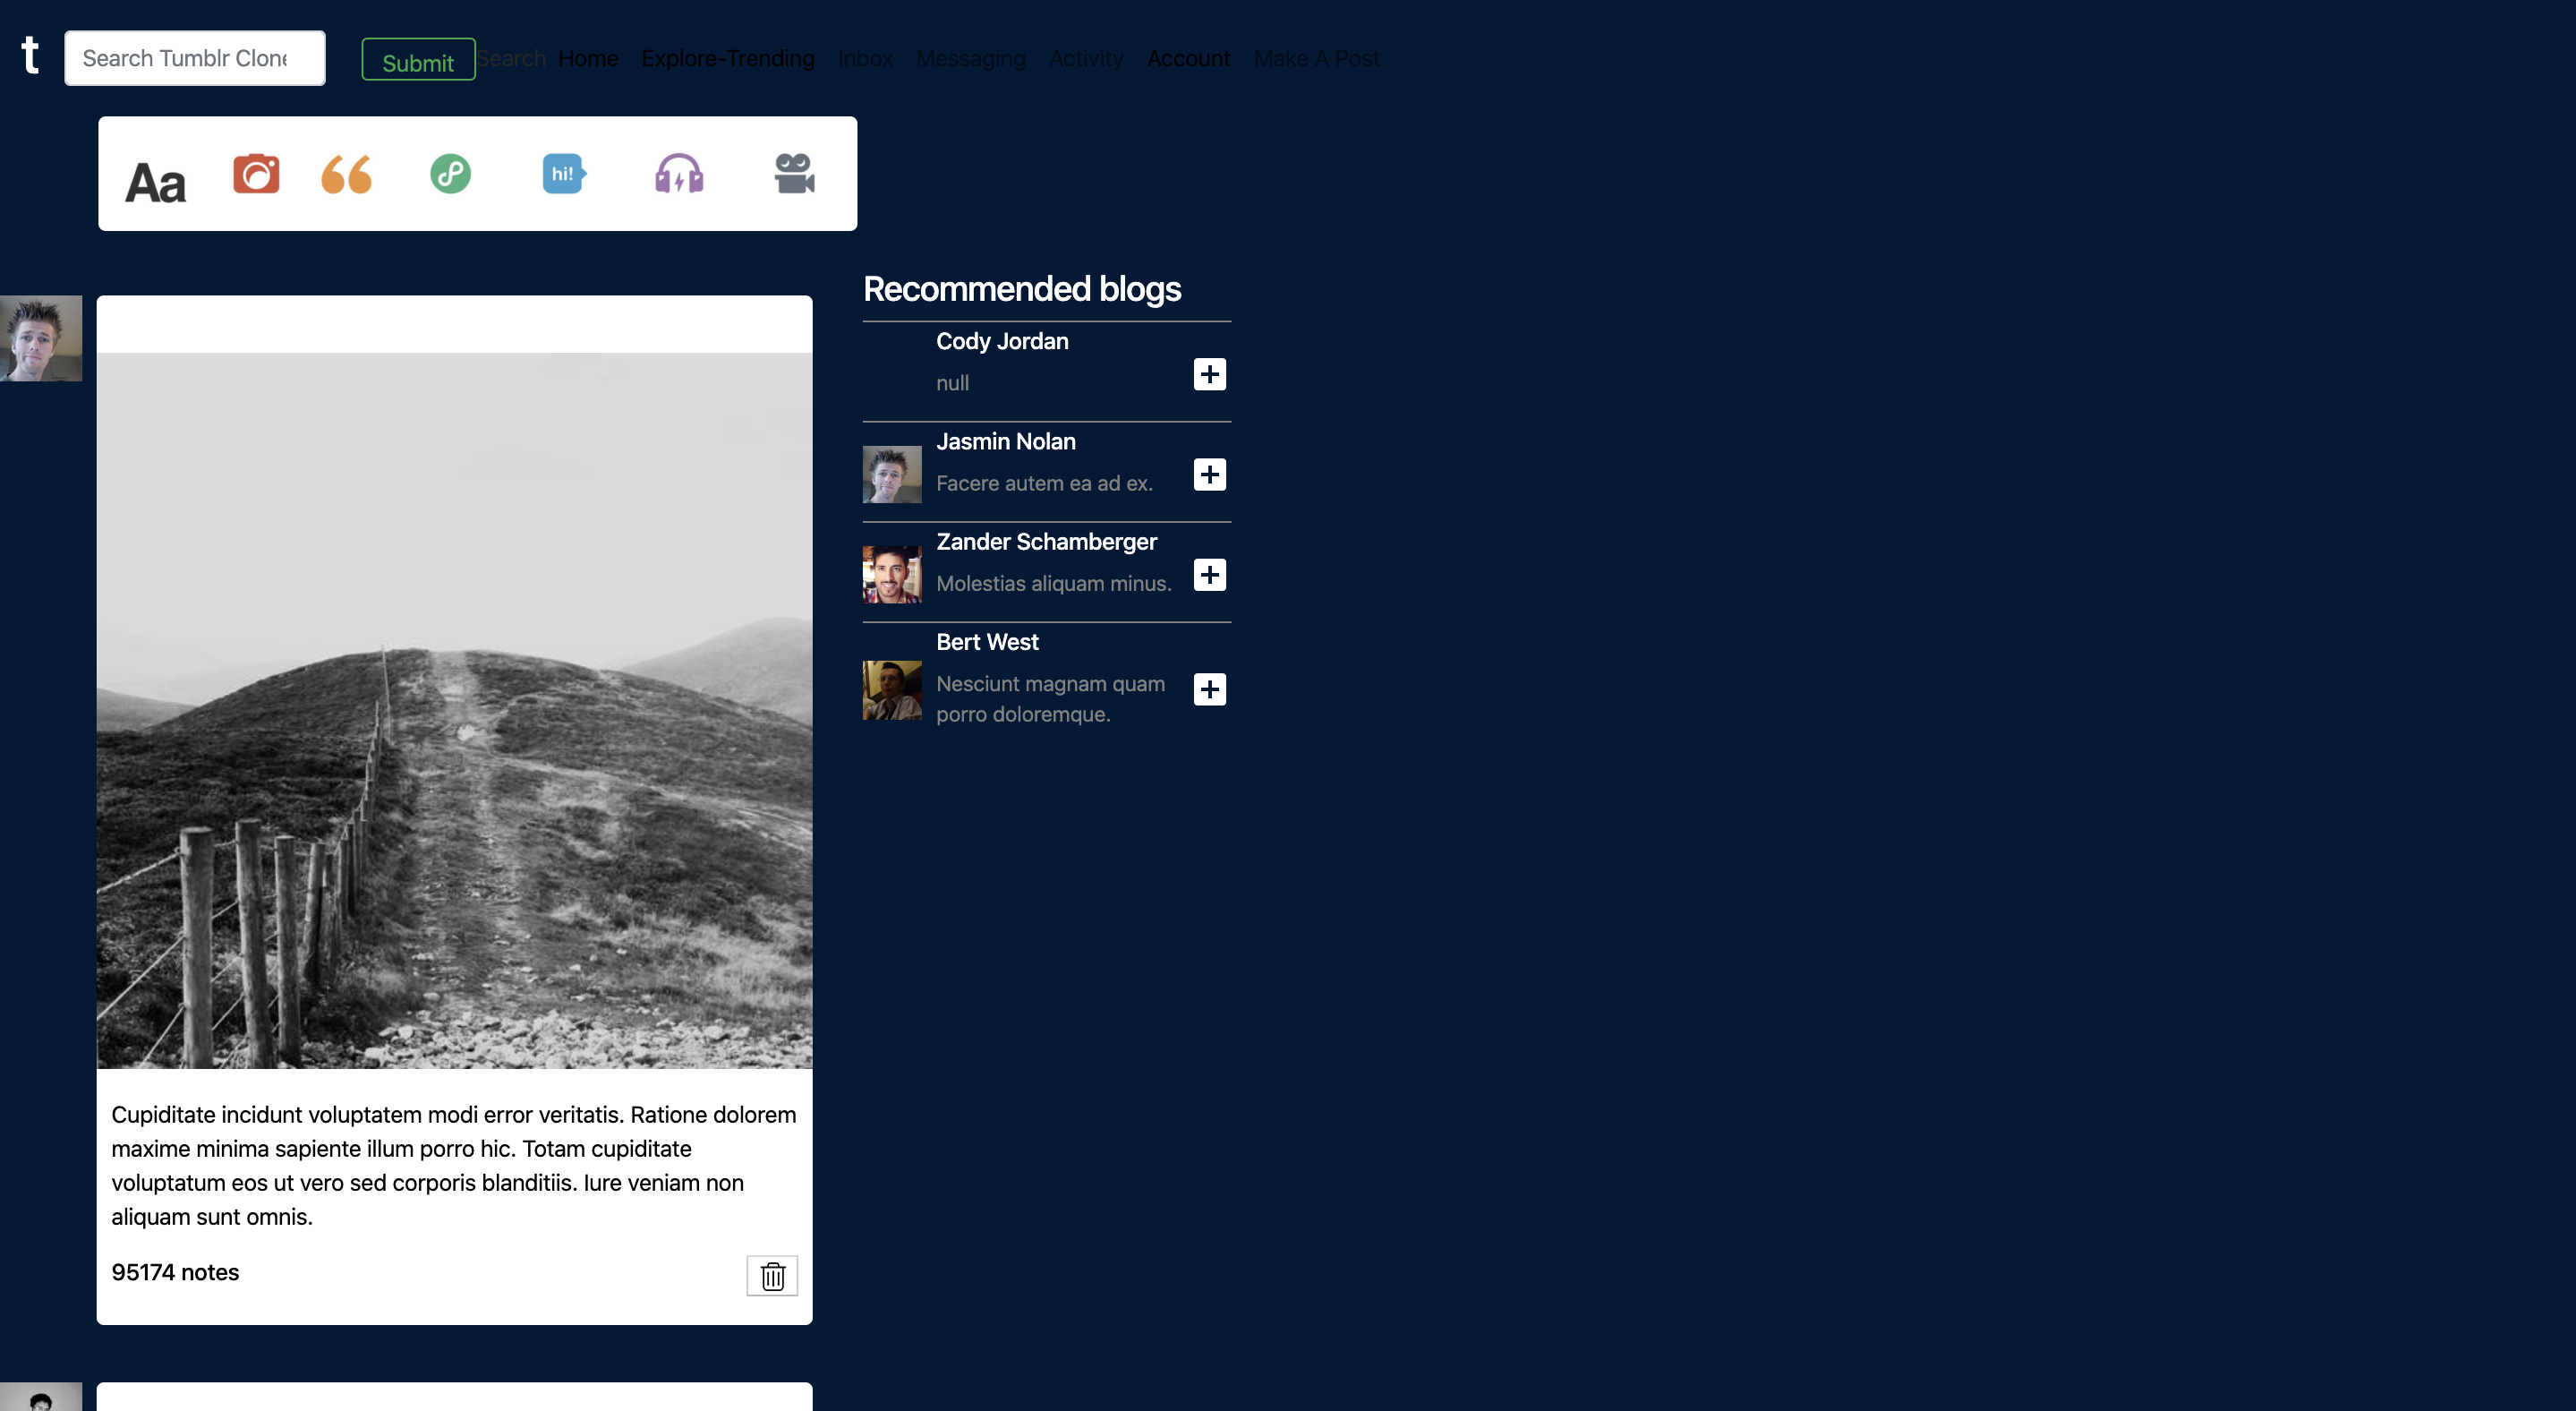 t
Search Tumblr Clone
Submit
Search Home Explore-Trending Inbox Messaging Activity Account Make A Post
Aa
hi!
Recommended blogs
Cody Jordan
null
Jasmin Nolan
Facere autem ea ad ex.
Zander Schamberger
Molestias aliquam minus.
Bert West
Nesciunt magnam quam
porro doloremque.
Cupiditate incidunt voluptatem modi error veritatis. Ratione dolorem
maxime minima sapiente illum porro hic. Totam cupiditate
voluptatum eos ut vero sed corporis blanditiis. Iure veniam non
aliquam sunt omnis.
95174 notes